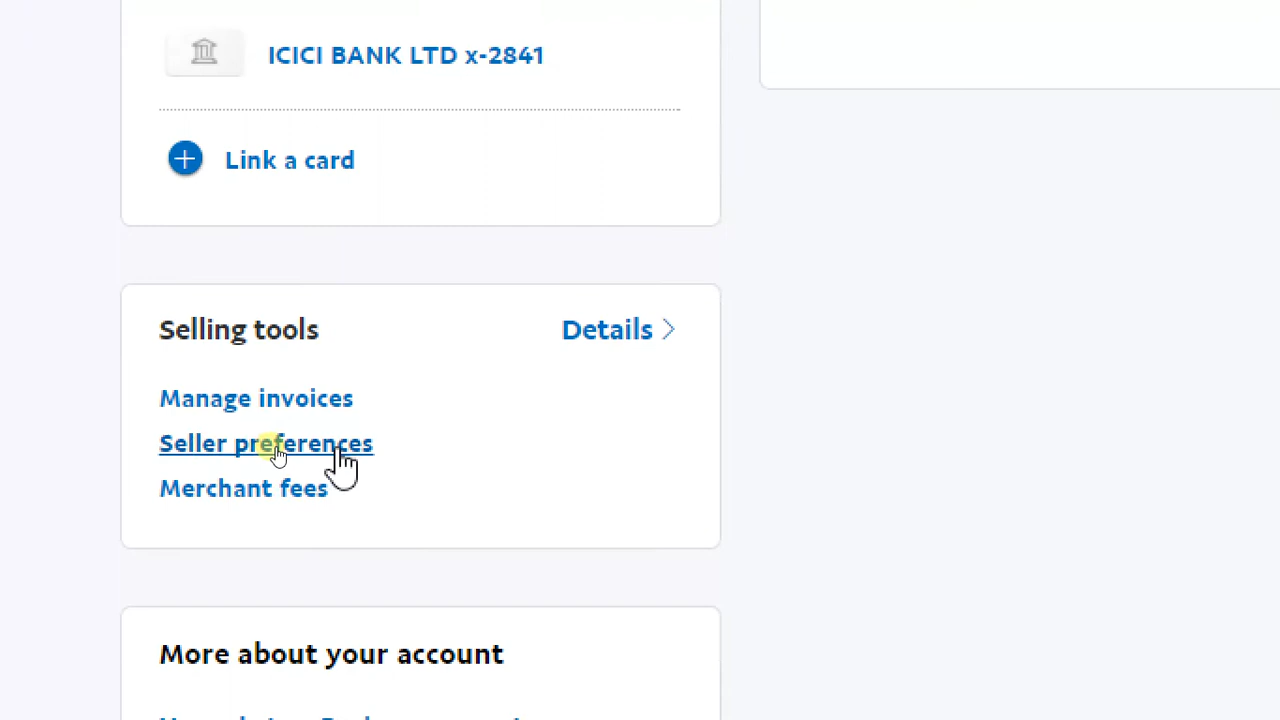 ICICI BANK LTD x-2841
Link a card
Selling tools
Details
Manage invoices
Seller preferences
Merchant fees
More about your account